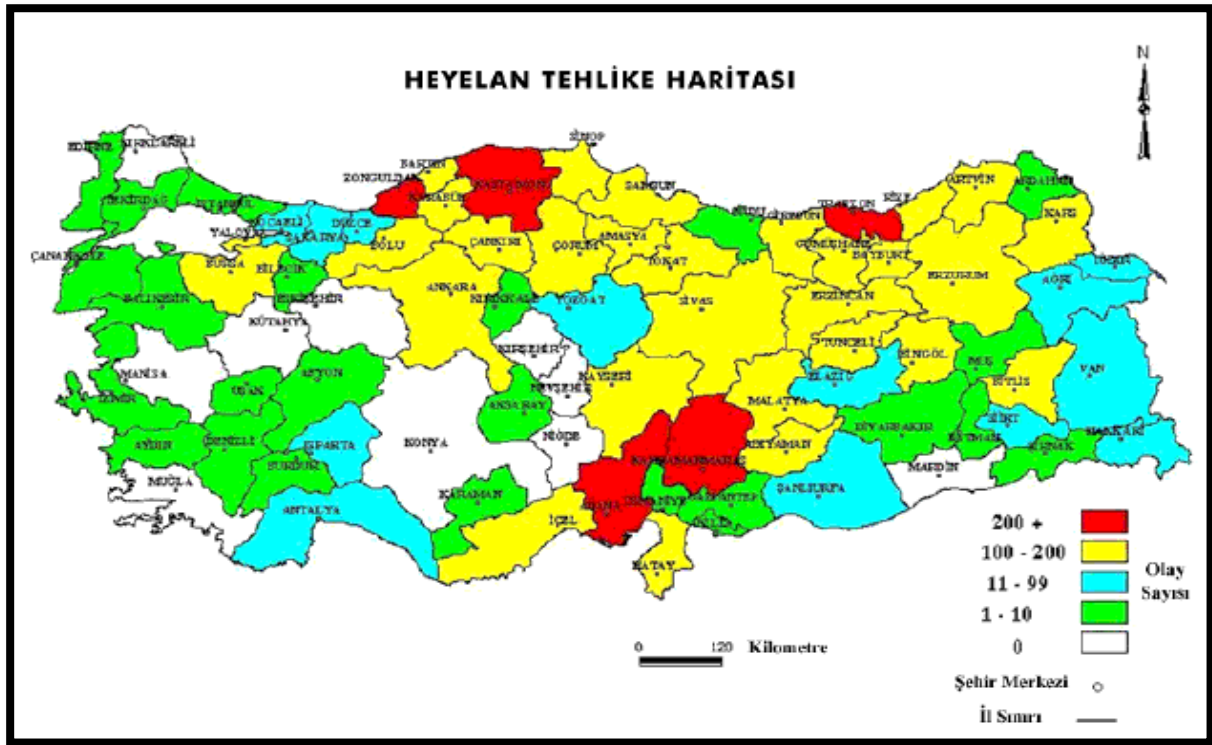 N
HEYELAN TEHLİKE HARİTASI
SİNOP
EDİRNE
KIRKLARELİ
BARTIN
ZONGULDAK
KASTAMONU
SAMSUN
ARTVİN
ARDAHAN
TEKİRDAĞ
İSTANBUL
KARABÜK
RİZE
TRABZON
KARS
KOCAELİ
DÜZCE
ORDU
GİRESUN
YALOVA
SAKARYA
BOLU
ÇANKIRI
ÇORUM
AMASYA
GÜMÜŞHANE
ÇANAKKALE
BURSA
BİLECİK
TOKAT
BAYBURT
ERZURUM
IĞDIR
BALIKESİR
ESKİŞEHİR
ANKARA
KIRIKKALE
YOZGAT
SİVAS
ERZİNCAN
AĞRI
KÜTAHYA
KIRŞEHİR
TUNCELİ
BİNGÖL
MUŞ
MANİSA
UŞAK
AFYON
NEVŞEHİR
KAYSERİ
ELAZIĞ
BİTLİS
VAN
İZMİR
AKSARAY
MALATYA
AYDIN
DENİZLİ
ISPARTA
KONYA
NİĞDE
DİYARBAKIR
SİİRT
BATMAN
HAKKARİ
BURDUR
KAHRAMANMARAŞ
ADIYAMAN
ŞIRNAK
MUĞLA
MARDİN
KARAMAN
ADANA
OSMANİYE
GAZİANTEP
ŞANLIURFA
ANTALYA
İÇEL
KİLİS
HATAY
200 +
100 - 200
11 - 99
1 - 10
0
Olay
Sayısı
0 120 Kilometre
Şehir Merkezi
İl Sınırı